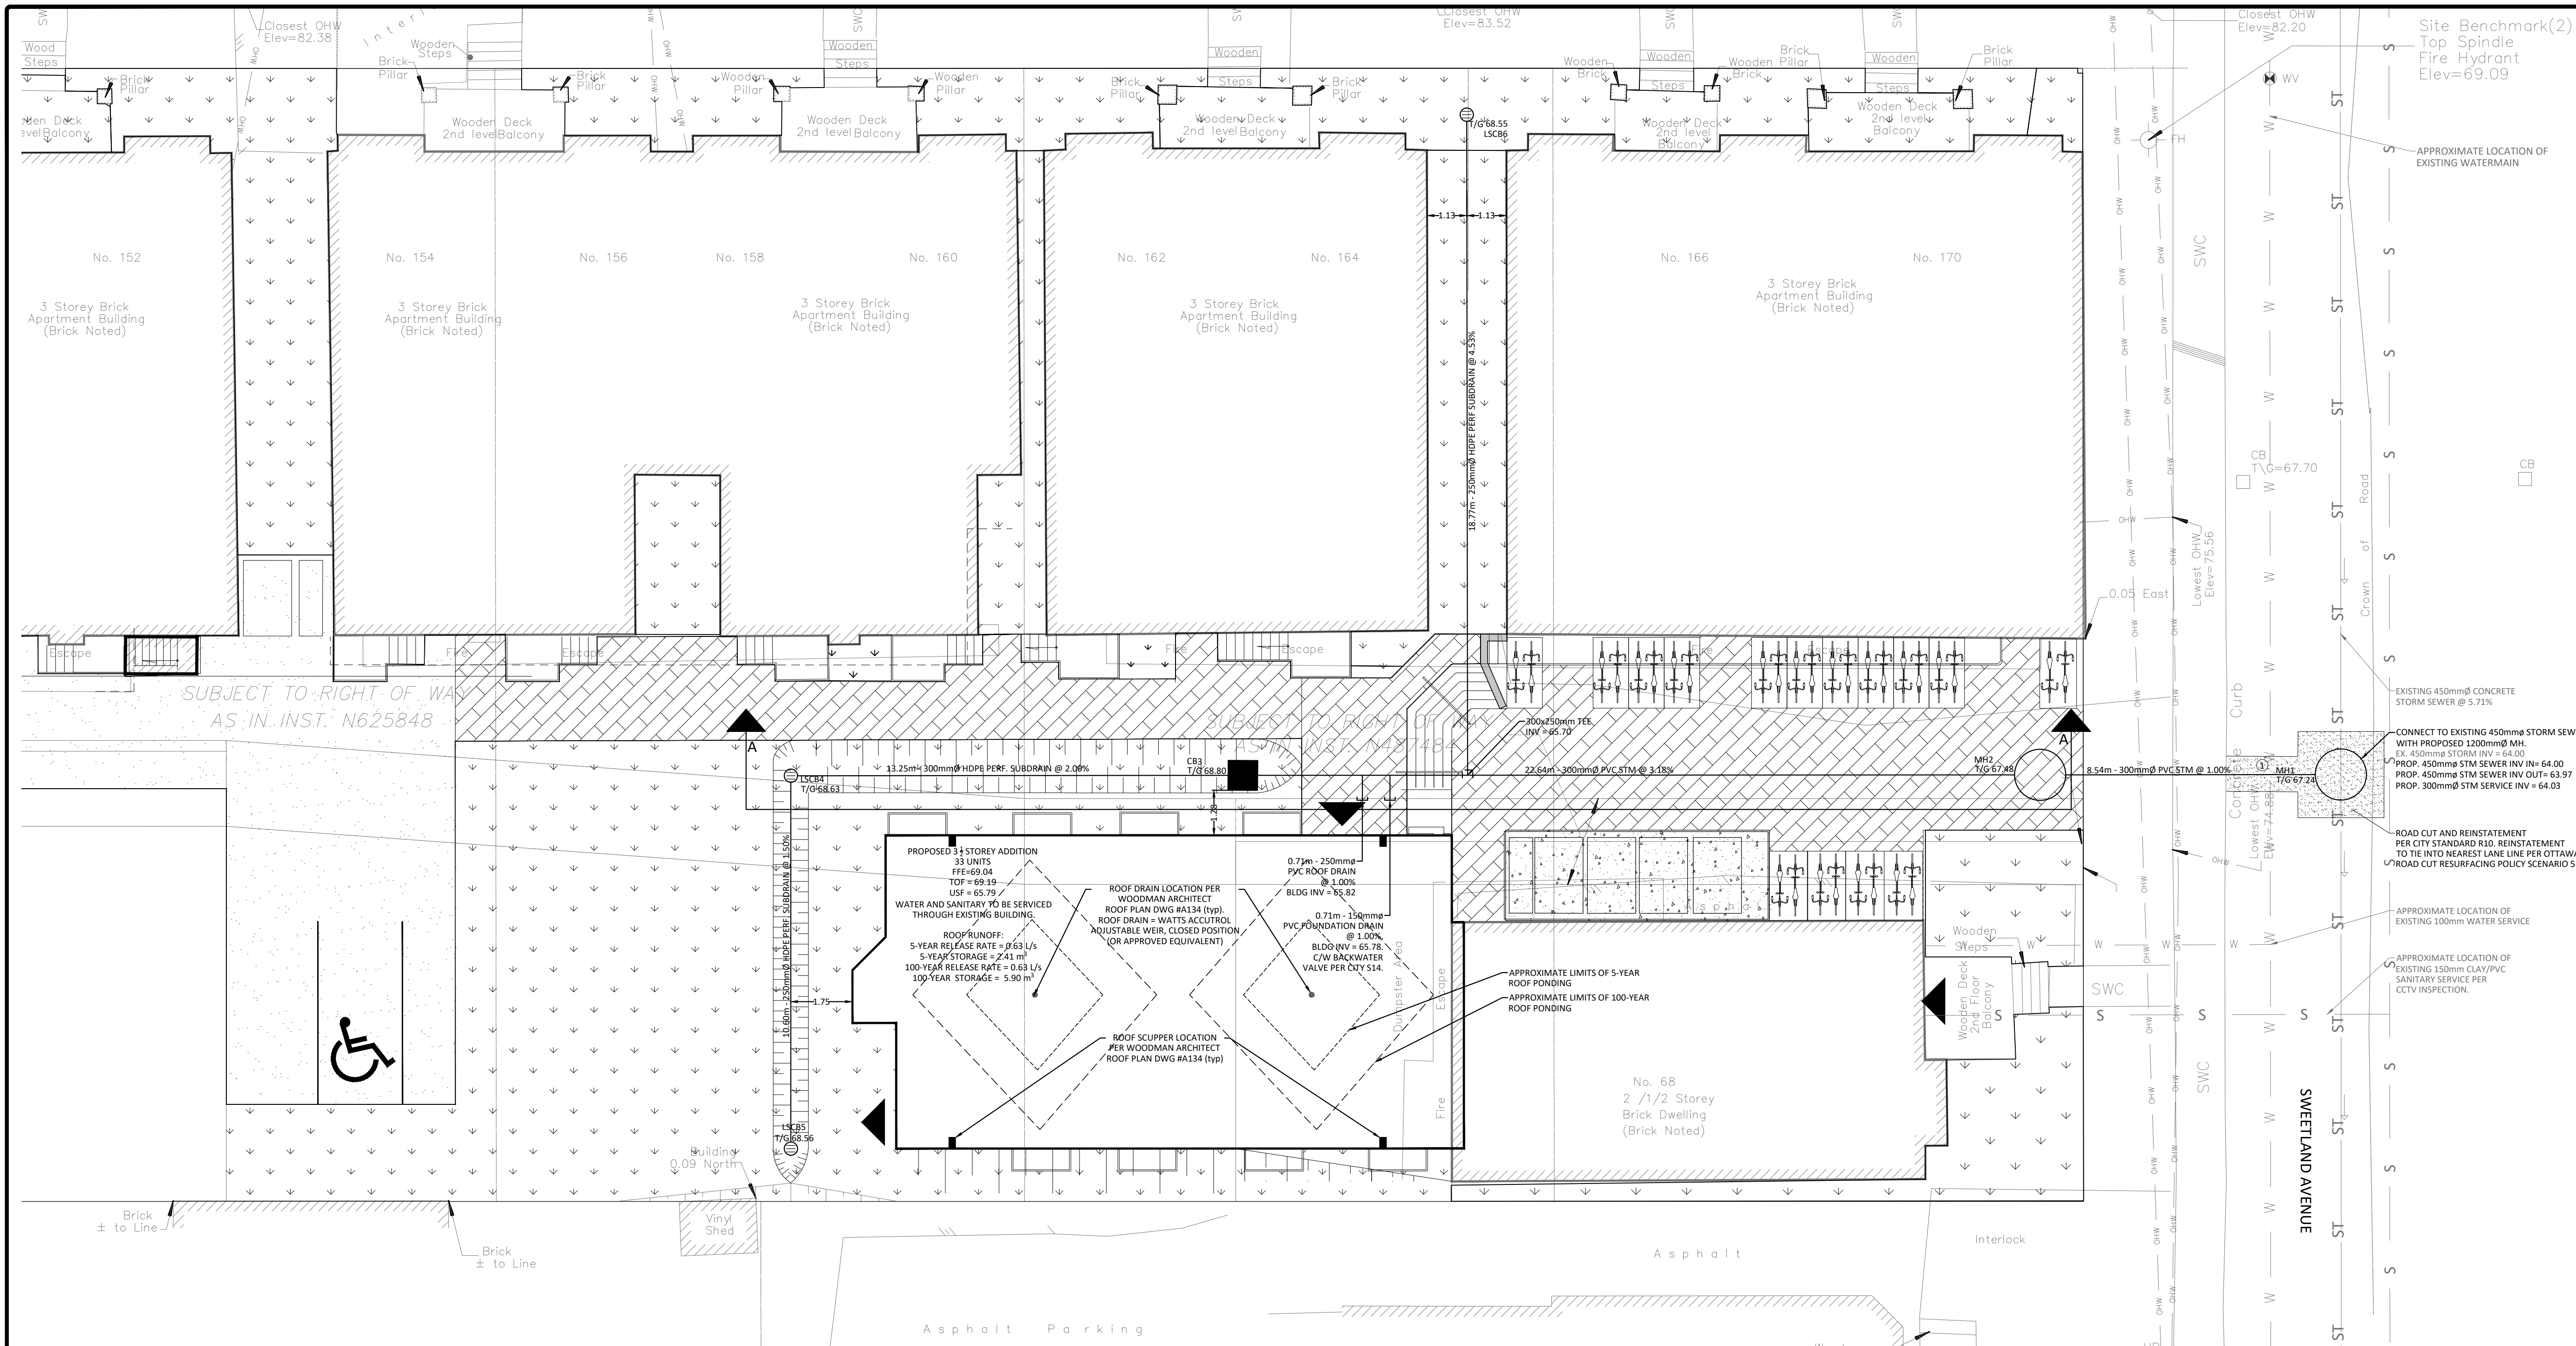 Closest OHW
Elev=82.38
Closest OHW
Elev=83.52
Closest OHW
Elev=82.20
Site Benchmark(2)
Top Spindle
Fire Hydrant
Elev=69.09
SWC
SWC
SWC
SWC
Wood
Steps
Wooden
Steps
Wooden
Steps
Wooden
Steps
Wooden
Steps
Wooden
Steps
Brick
Pillar
Brick
Pillar
Brick
Pillar
Wooden
Pillar
Wooden
Pillar
Brick
Pillar
Brick
Pillar
Wooden
Brick
Wooden Pillar
Brick
Brick
Pillar
Brick
Pillar
Wooden Deck
2nd level Balcony
Wooden Deck
2nd level Balcony
Wooden Deck
2nd level Balcony
Wooden Deck
2nd level
Balcony
Wooden Deck
2nd level
Balcony
T/G 68.55
LSCB6
WV
FH
APPROXIMATE LOCATION OF
EXISTING WATERMAIN
1.13
1.13
No. 152
No. 154
No. 156
No. 158
No. 160
No. 162
No. 164
No. 166
No. 170
3 Storey Brick
Apartment Building
(Brick Noted)
3 Storey Brick
Apartment Building
(Brick Noted)
3 Storey Brick
Apartment Building
(Brick Noted)
3 Storey Brick
Apartment Building
(Brick Noted)
3 Storey Brick
Apartment Building
(Brick Noted)
18.77m - 250mmØ HDPE PERF SUBDRAIN @ 4.53%
SWC
CB
T\G=67.70
CB
Crown of Road
Lowest OHW
Elev=75.56
0.05 East
Escape
Fire
Escape
Fire
Escape
Fire
Escape
SUBJECT TO RIGHT OF WAY
AS IN INST. N625848
SUBJECT TO RIGHT OF WAY
AS IN INST. N487484
A
A
300x250mm TEE
INV = 65.70
EXISTING 450mmØ CONCRETE
STORM SEWER @ 5.71%
CONNECT TO EXISTING 450mmø STORM SEW
WITH PROPOSED 1200mmØ MH.
EX. 450mmø STORM INV = 64.00
PROP. 450mmø STM SEWER INV IN= 64.00
PROP. 450mmø STM SEWER INV OUT= 63.97
PROP. 300mmØ STM SERVICE INV = 64.03
LSCB4
T/G 68.63
13.25m - 300mmØ HDPE PERF. SUBDRAIN @ 2.00%
CB3
T/G 68.80
22.64m - 300mmØ PVC STM @ 3.18%
MH2
T/G 67.48
8.54m - 300mmØ PVC STM @ 1.00%
1
MH1
T/G 67.24
Concrete Curb
Lowest OHW
1.28
ROAD CUT AND REINSTATEMENT
PER CITY STANDARD R10. REINSTATEMENT
TO TIE INTO NEAREST LANE LINE PER OTTAWA
ROAD CUT RESURFACING POLICY SCENARIO 5
PROPOSED 3 ½ STOREY ADDITION
33 UNITS
FFE=69.04
TOF = 69.19
USF = 65.79
WATER AND SANITARY TO BE SERVICED
THROUGH EXISTING BUILDING.
ROOF RUNOFF:
5-YEAR RELEASE RATE = 0.63 L/s
5-YEAR STORAGE = 2.41 m³
100-YEAR RELEASE RATE = 0.63 L/s
100-YEAR STORAGE = 5.90 m³
ROOF DRAIN LOCATION PER
WOODMAN ARCHITECT
ROOF PLAN DWG #A134 (typ).
ROOF DRAIN = WATTS ACCUTROL
ADJUSTABLE WEIR, CLOSED POSITION
(OR APPROVED EQUIVALENT)
0.71m - 250mmø
PVC ROOF DRAIN
@ 1.00%
BLDG INV = 65.82
0.71m - 150mmø
PVC FOUNDATION DRAIN
@ 1.00%
BLDG INV = 65.78.
C/W BACKWATER
VALVE PER CITY S14.
10.60m - 250mmØ HDPE PERF. SUBDRAIN @ 1.50%
1.75
Dumpster Area
Fire Escape
APPROXIMATE LIMITS OF 5-YEAR
ROOF PONDING
APPROXIMATE LIMITS OF 100-YEAR
ROOF PONDING
ROOF SCUPPER LOCATION
PER WOODMAN ARCHITECT
ROOF PLAN DWG #A134 (typ)
No. 68
2 /1/2 Storey
Brick Dwelling
(Brick Noted)
Wooden
Steps
Wooden Deck
2nd Floor
Balcony
SWC
SWC
APPROXIMATE LOCATION OF
EXISTING 100mm WATER SERVICE
APPROXIMATE LOCATION OF
EXISTING 150mm CLAY/PVC
SANITARY SERVICE PER
CCTV INSPECTION.
SWEETLAND AVENUE
LSCB5
T/G 68.56
Building
0.09 North
Brick
± to Line
Brick
± to Line
Vinyl
Shed
Asphalt
Interlock
Asphalt Parking